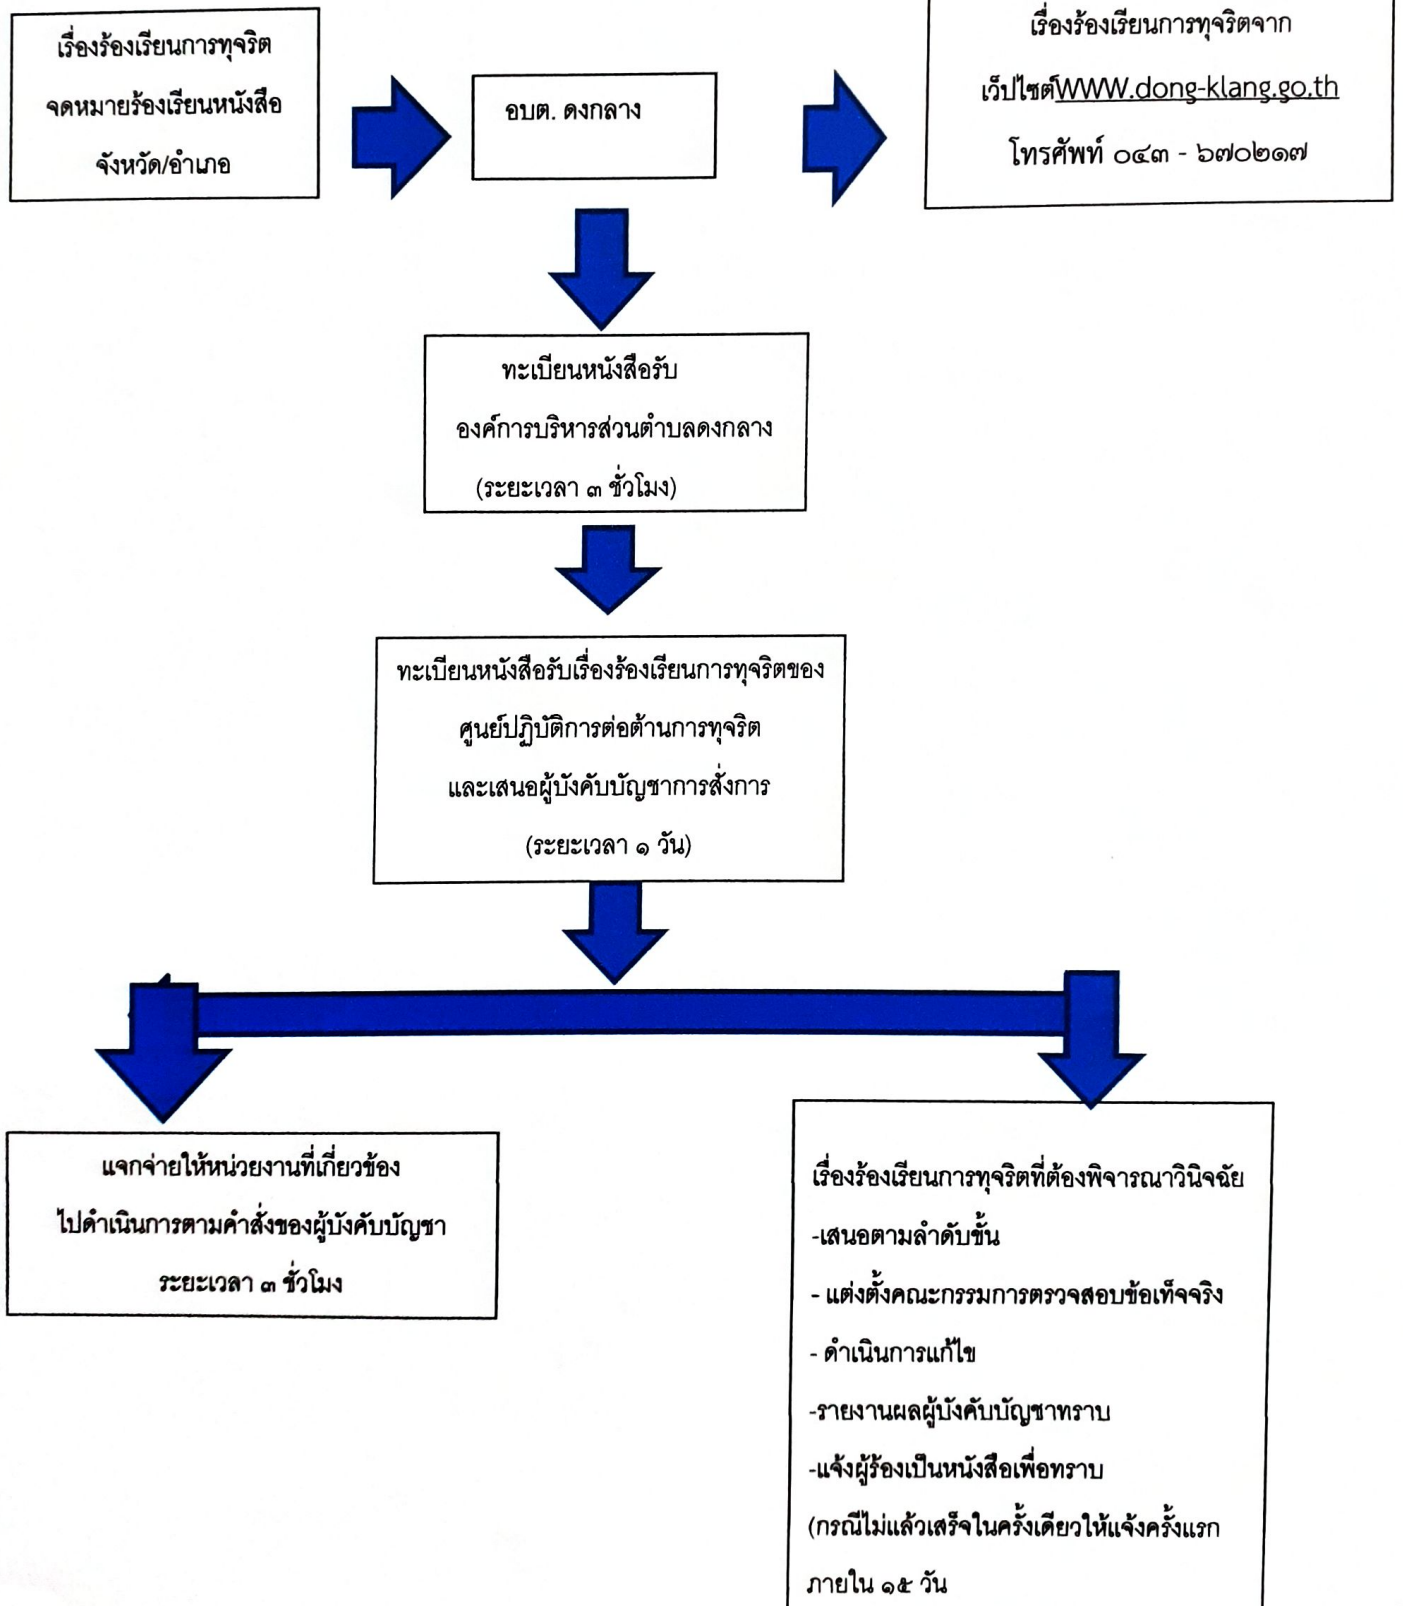 เรื่องร้องเรียนการทุจริต
จดหมายร้องเรียนหนังสือ
จังหวัด/อำเภอ
อบต. ดงกลาง
เรื่องร้องเรียนการทุจริตจาก
เว็ปไซต์WWW.dong-klang.go.th
โทรศัพท์ ๐๔๓ - ๖๗๐๒๑๗
ทะเบียนหนังสือรับ
องค์การบริหารส่วนตำบลดงกลาง
(ระยะเวลา ๓ ชั่วโมง)
ทะเบียนหนังสือรับเรื่องร้องเรียนการทุจริตของ
ศูนย์ปฏิบัติการต่อต้านการทุจริต
และเสนอผู้บังคับบัญชาการสั่งการ
(ระยะเวลา ๑ วัน)
แจกจ่ายให้หน่วยงานที่เกี่ยวข้อง
ไปดำเนินการตามคำสั่งของผู้บังคับบัญชา
ระยะเวลา ๓ ชั่วโมง
เรื่องร้องเรียนการทุจริตที่ต้องพิจารณาวินิจฉัย
-เสนอตามลำดับขั้น
- แต่งตั้งคณะกรรมการตรวจสอบข้อเท็จจริง
- ดำเนินการแก้ไข
-รายงานผลผู้บังคับบัญชาทราบ
-แจ้งผู้ร้องเป็นหนังสือเพื่อทราบ
(กรณีไม่แล้วเสร็จในครั้งเดียวให้แจ้งครั้งแรก
ภายใน ๑๕ วัน